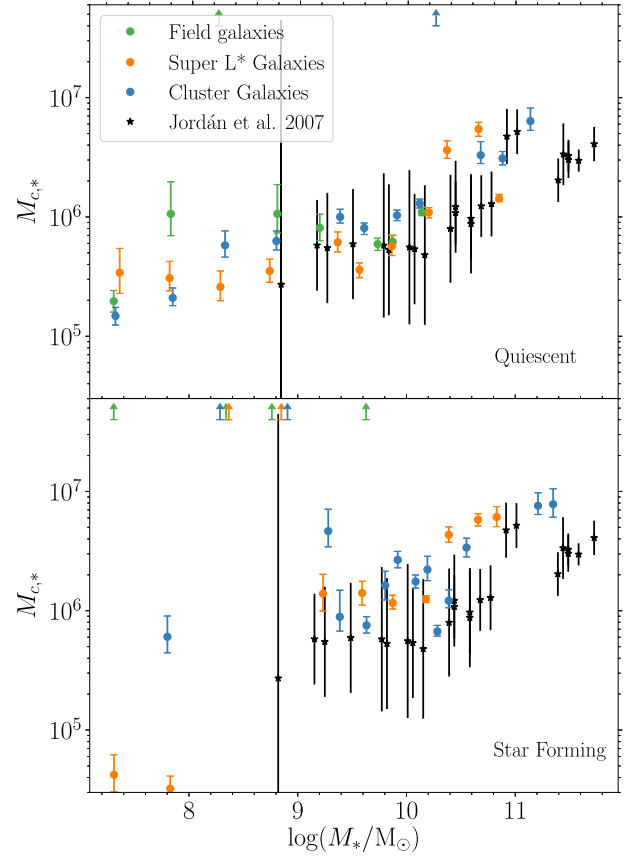 Field galaxies
Super L* Galaxies
Cluster Galaxies
Jordán et al. 2007
10^7
10^6
10^5
M_{c,*}
Quiescent
10^7
10^6
10^5
M_{c,*}
Star Forming
8 9 10 11
log(M_*/M_⊙)